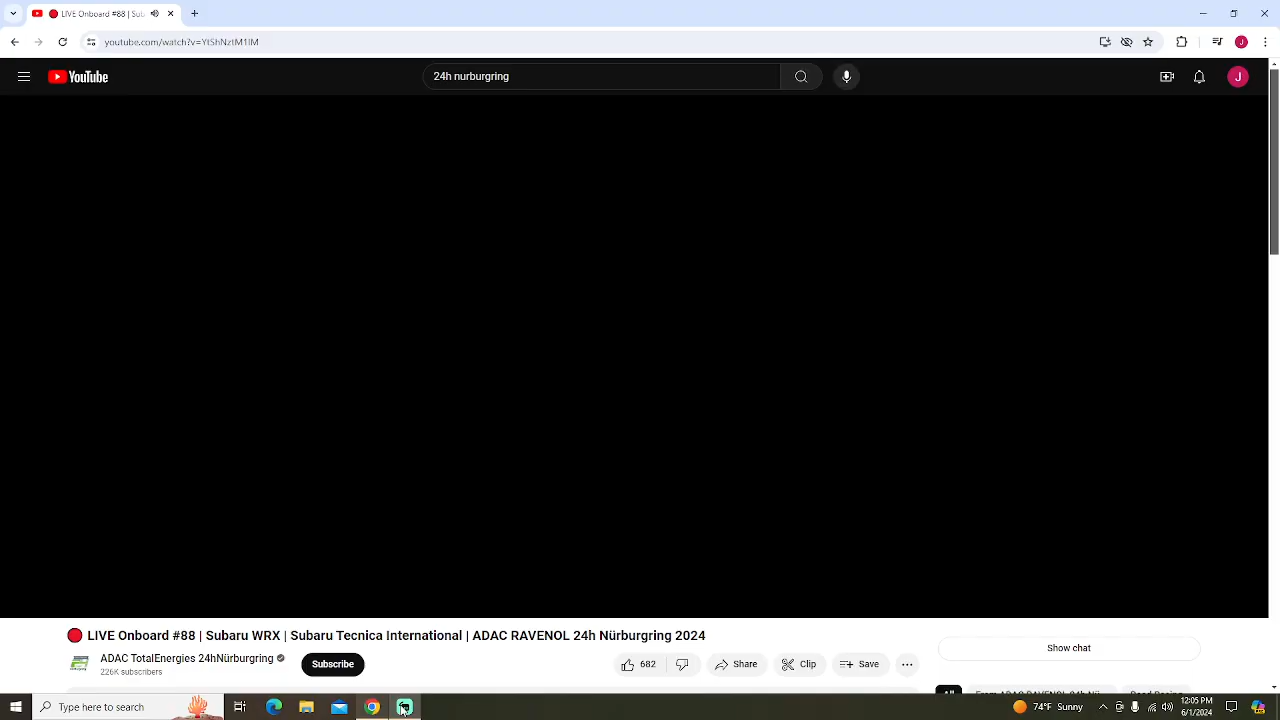 LIVE Onboard #88 | Sub
youtube.com/watch?v=YtShNztM1IM
YouTube
24h nurburgring
J
LIVE Onboard #88 | Subaru WRX | Subaru Tecnica International | ADAC RAVENOL 24h Nürburgring 2024
ADAC TotalEnergies 24hNürburgring
226K subscribers
Subscribe
682
Share
Clip
Save
Show chat
Type here to search
74°F Sunny
12:05 PM
6/1/2024